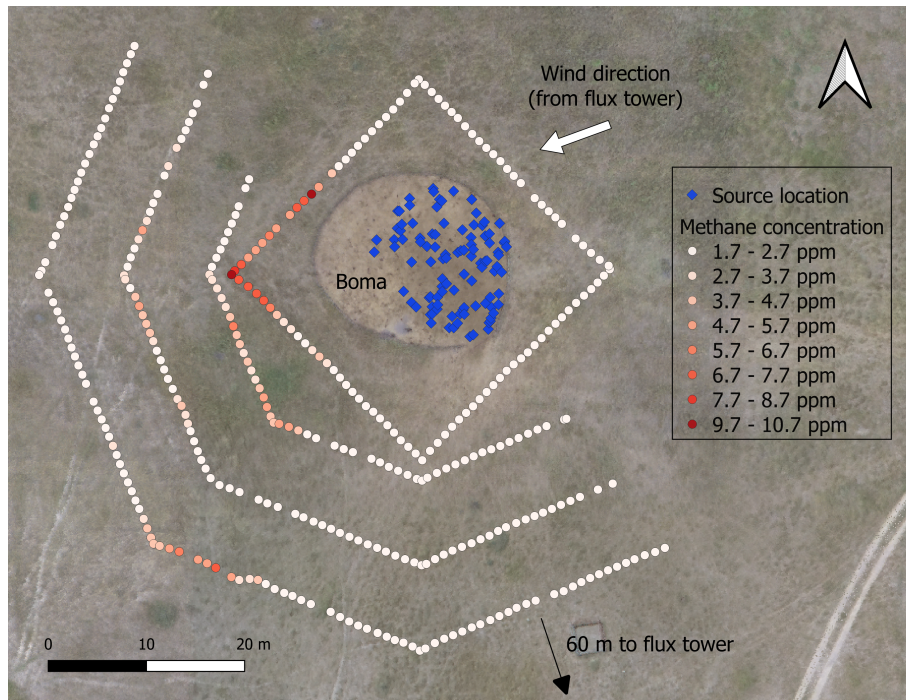 Wind direction
(from flux tower)
Source location
Methane concentration
1.7 - 2.7 ppm
2.7 - 3.7 ppm
3.7 - 4.7 ppm
4.7 - 5.7 ppm
5.7 - 6.7 ppm
6.7 - 7.7 ppm
7.7 - 8.7 ppm
9.7 - 10.7 ppm
Boma
60 m to flux tower
0 10 20 m